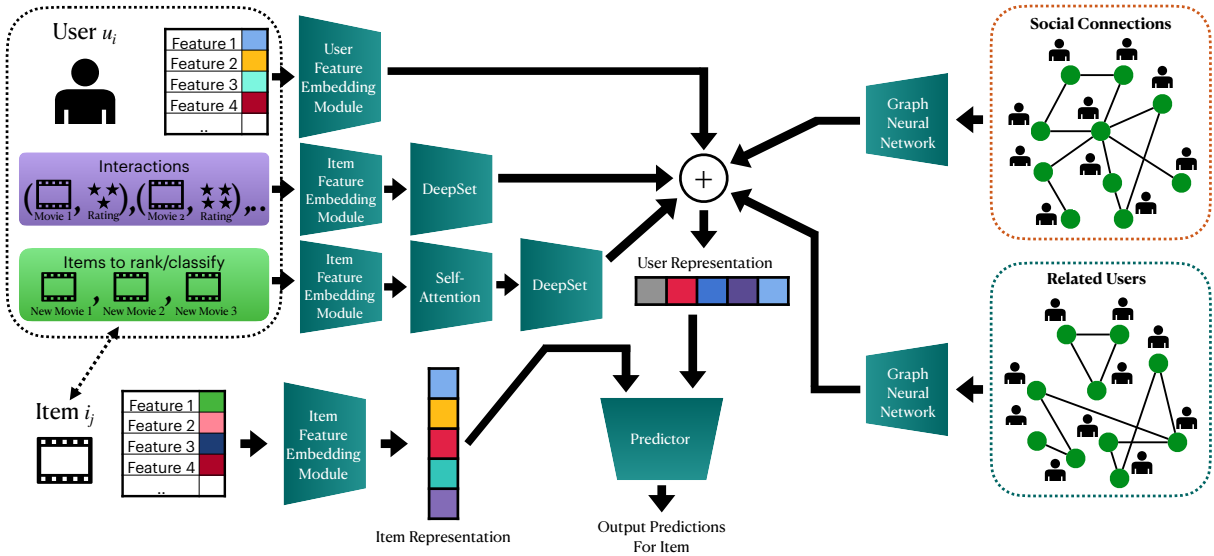 User u_i
Feature 1
Feature 2
Feature 3
Feature 4
..
User
Feature
Embedding
Module
Interactions
( , ),( , ),..
Movie 1
Rating
Movie 2
Rating
Item
Feature
Embedding
Module
DeepSet
Items to rank/classify
, ,
New Movie 1
New Movie 2
New Movie 3
Item
Feature
Embedding
Module
Self-
Attention
DeepSet
+
User Representation
Graph
Neural
Network
Social Connections
Graph
Neural
Network
Related Users
Item i_j
Feature 1
Feature 2
Feature 3
Feature 4
..
Item
Feature
Embedding
Module
Item Representation
Predictor
Output Predictions
For Item